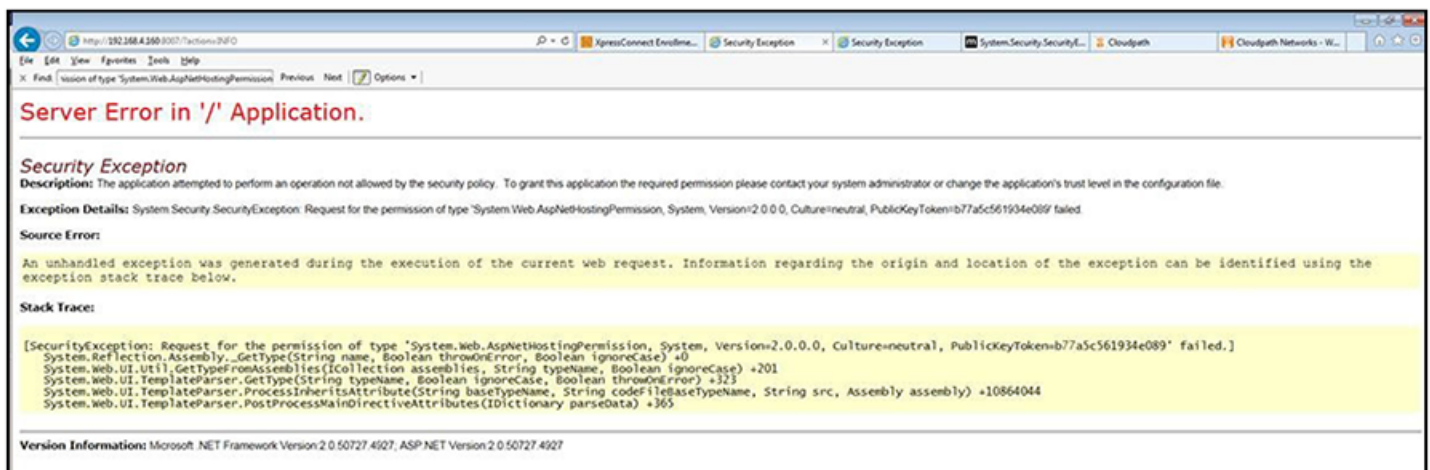 http://192.168.4.160:8007/?action=INFO
XpressConnect Enrollme...
Security Exception
Security Exception
System.Security.SecurityE...
Cloudpath
Cloudpath Networks - W...
File Edit View Favorites Tools Help
Find: ission of type 'System.Web.AspNetHostingPermission Previous Next Options
Server Error in '/' Application.
Security Exception
Description: The application attempted to perform an operation not allowed by the security policy. To grant this application the required permission please contact your system administrator or change the application's trust level in the configuration file.
Exception Details: System.Security.SecurityException: Request for the permission of type 'System.Web.AspNetHostingPermission, System, Version=2.0.0.0, Culture=neutral, PublicKeyToken=b77a5c561934e089' failed.
Source Error:
An unhandled exception was generated during the execution of the current web request. Information regarding the origin and location of the exception can be identified using the
exception stack trace below.
Stack Trace:
[SecurityException: Request for the permission of type 'System.Web.AspNetHostingPermission, System, Version=2.0.0.0, Culture=neutral, PublicKeyToken=b77a5c561934e089' failed.]
System.Reflection.Assembly._GetType(String name, Boolean throwOnError, Boolean ignoreCase) +0
System.Web.UI.Util.GetTypeFromAssemblies(ICollection assemblies, String typeName, Boolean ignoreCase) +201
System.Web.UI.TemplateParser.GetType(String typeName, Boolean ignoreCase, Boolean throwOnError) +323
System.Web.UI.TemplateParser.ProcessInheritsAttribute(String baseTypeName, String codeFileBaseTypeName, String src, Assembly assembly) +10864044
System.Web.UI.TemplateParser.PostProcessMainDirectiveAttributes(IDictionary parseData) +365
Version Information: Microsoft .NET Framework Version:2.0.50727.4927; ASP.NET Version:2.0.50727.4927